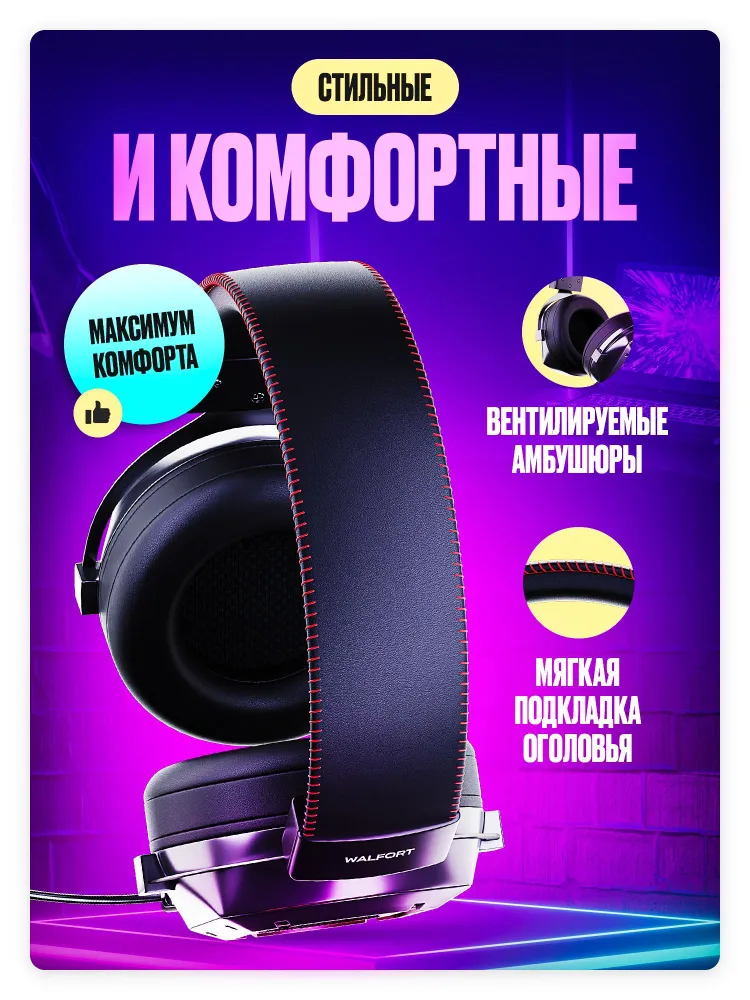 СТИЛЬНЫЕ
И КОМФОРТНЫЕ
МАКСИМУМ
КОМФОРТА
ВЕНТИЛИРУЕМЫЕ
АМБУШЮРЫ
МЯГКАЯ
ПОДКЛАДКА
ОГОЛОВЬЯ
WALFORT